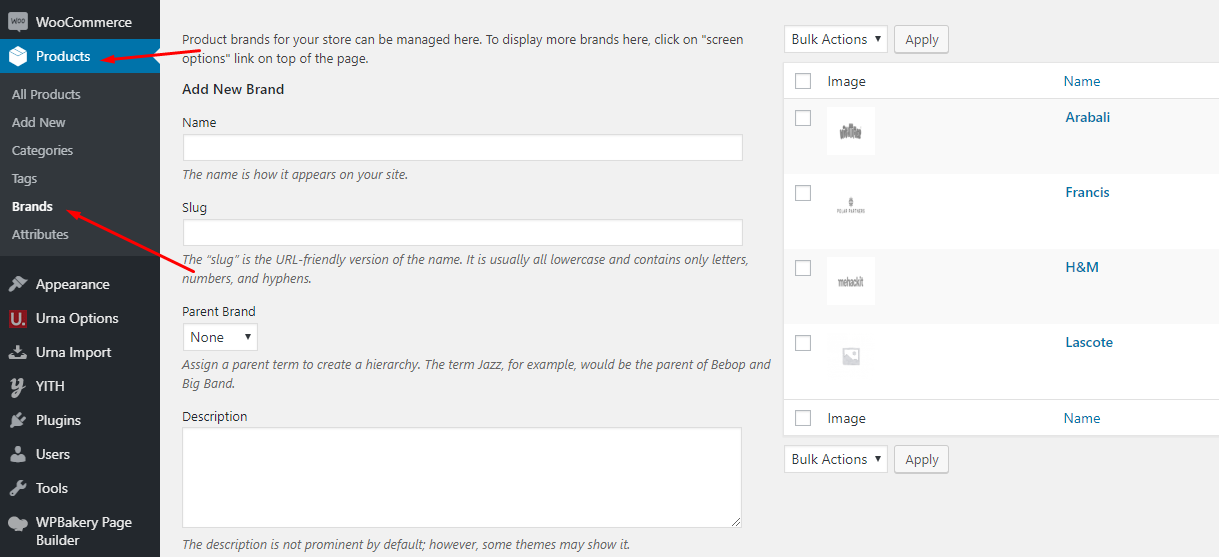 WooCommerce
Products
All Products
Add New
Categories
Tags
Brands
Attributes
Appearance
Urna Options
Urna Import
YITH
Plugins
Users
Tools
WPBakery Page
Builder
Product brands for your store can be managed here. To display more brands here, click on "screen
options" link on top of the page.
Add New Brand
Name
The name is how it appears on your site.
Slug
The “slug” is the URL-friendly version of the name. It is usually all lowercase and contains only letters,
numbers, and hyphens.
Parent Brand
None
Assign a parent term to create a hierarchy. The term Jazz, for example, would be the parent of Bebop and
Big Band.
Description
The description is not prominent by default; however, some themes may show it.
Bulk Actions Apply
Image Name
Arabali
POLAR PARTNERS Francis
mehackit H&M
Lascote
Image Name
Bulk Actions Apply